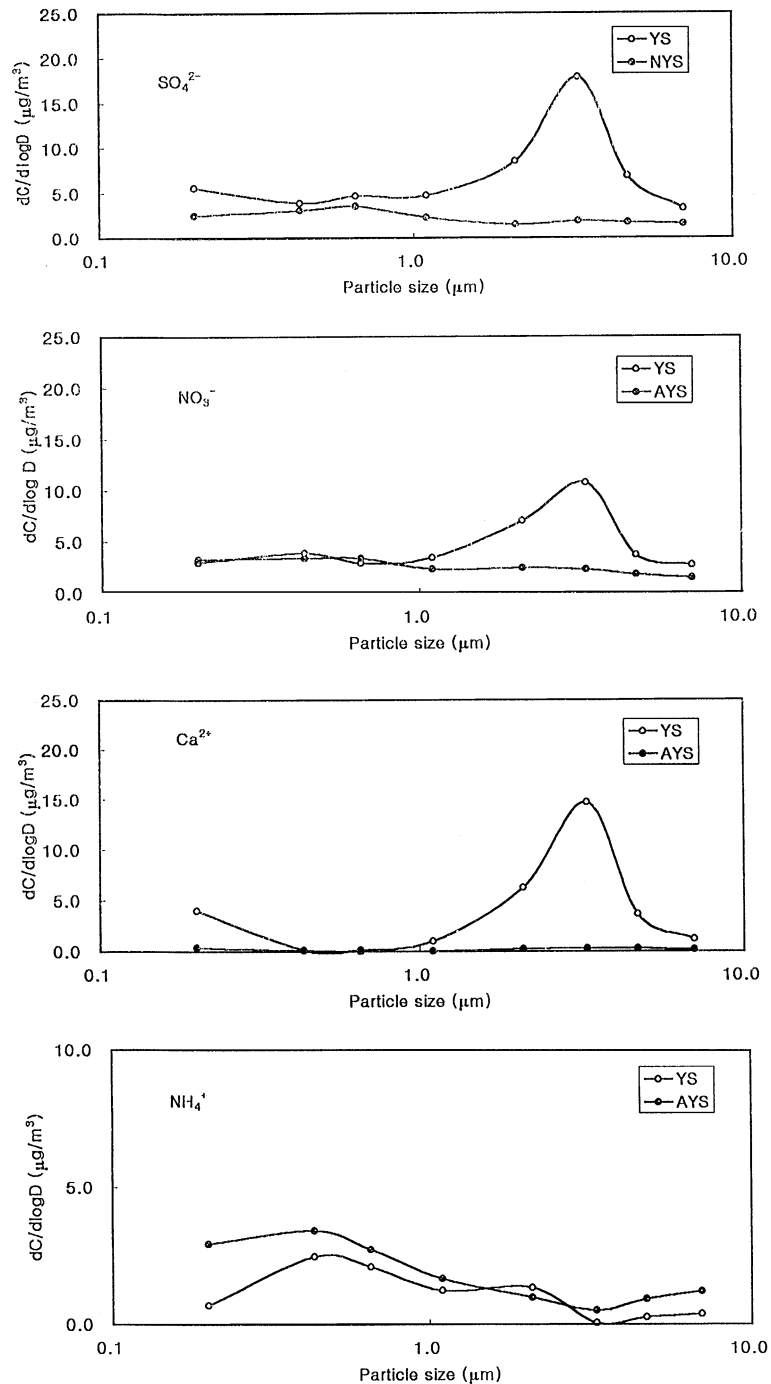 25.0
20.0
15.0
10.0
5.0
0.0
dC/dlogD (μg/m³)
SO₄²⁻
YS
NYS
0.1
1.0
10.0
Particle size (μm)
25.0
20.0
15.0
10.0
5.0
0.0
dC/dlog D (μg/m³)
NO₃⁻
YS
AYS
0.1
1.0
10.0
Particle size (μm)
25.0
20.0
15.0
10.0
5.0
0.0
dC/dlogD (μg/m³)
Ca²⁺
YS
AYS
0.1
1.0
10.0
Particle size (μm)
10.0
5.0
0.0
dC/dlogD (μg/m³)
NH₄⁺
YS
AYS
0.1
1.0
10.0
Particle size (μm)